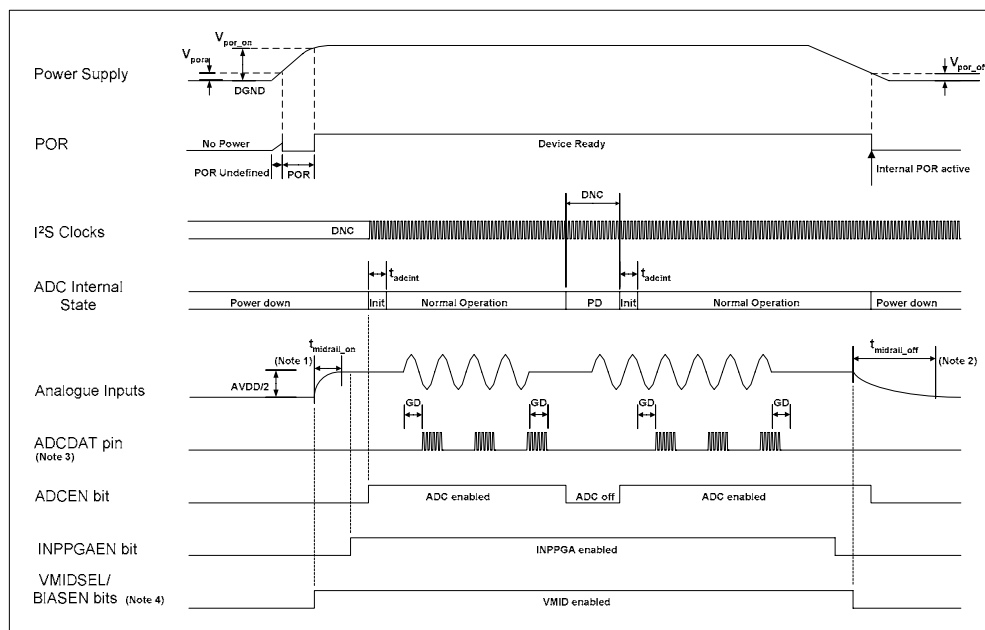 Vpor_on
Vpora
Power Supply
DGND
Vpor_off
POR
No Power
Device Ready
POR Undefined
POR
Internal POR active
DNC
I²S Clocks
DNC
tadcint
tadcint
ADC Internal
State
Power down
Init
Normal Operation
PD
Init
Normal Operation
Power down
tmidrail_on
(Note 1)
tmidrail_off
(Note 2)
AVDD/2
Analogue Inputs
GD
GD
GD
GD
ADCDAT pin
(Note 3)
ADCEN bit
ADC enabled
ADC off
ADC enabled
INPPGAEN bit
INPPGA enabled
VMIDSEL/
BIASEN bits (Note 4)
VMID enabled